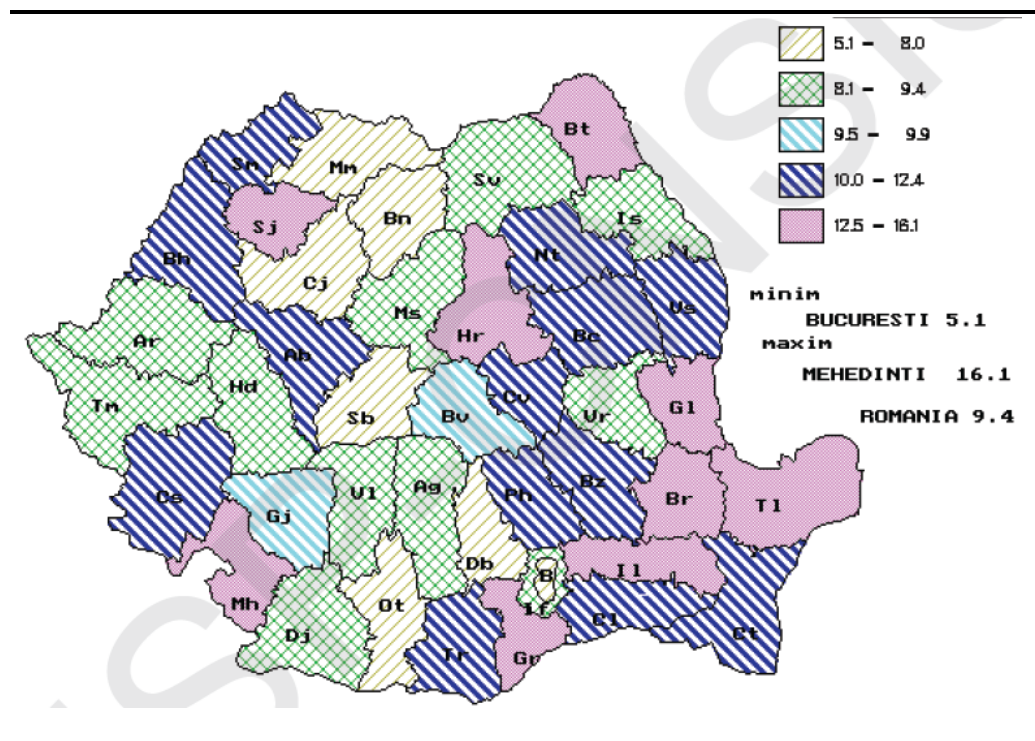 5.1 - 8.0
8.1 - 9.4
9.5 - 9.9
10.0 - 12.4
12.5 - 16.1
minim
BUCURESTI 5.1
maxim
MEHEDINTI 16.1
ROMANIA 9.4
Bt
Sm
Mm
Sv
Sj
Bn
Is
Bh
Cj
Nt
Ms
Vs
Ar
Ab
Hr
Bc
Tm
Hd
Sb
Bv
Cv
Vr
Gl
Cs
Gj
Vl
Ag
Ph
Bz
Br
Tl
Mh
Db
B
Il
Dj
Ot
If
Cl
Tr
Gr
Ct